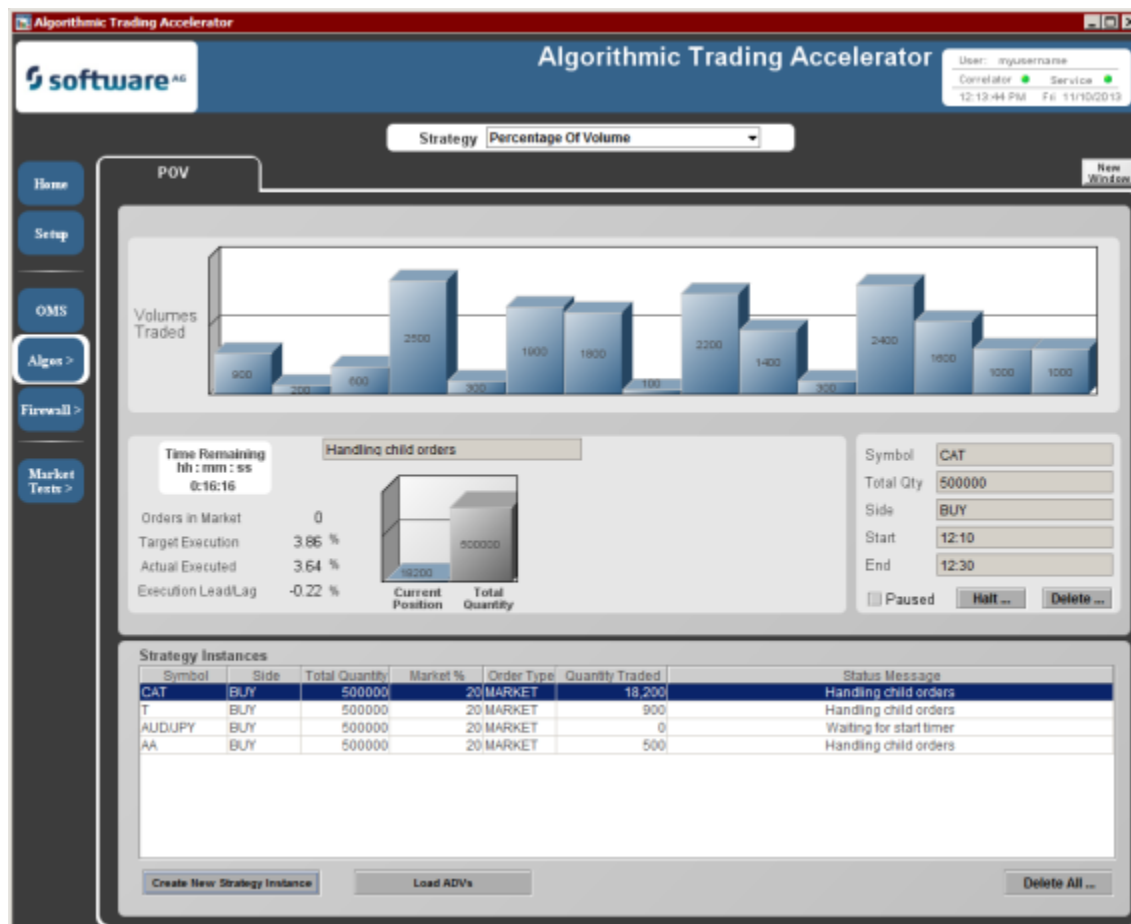 Algorithmic Trading Accelerator
software AG
Algorithmic Trading Accelerator
User: myusername
Correlator Service
12:13:44 PM Fri 11/10/2013
Strategy Percentage Of Volume
Home
Setup
OMS
Algos >
Firewall >
Market
Tests >
POV
New
Window
Volumes
Traded
900
200
600
2500
300
1900
1800
100
2200
1400
300
2400
1600
1000
1000
Time Remaining
hh : mm : ss
0:16:16
Handling child orders
Orders in Market 0
Target Execution 3.86 %
Actual Executed 3.64 %
Execution Lead/Lag -0.22 %
500000
Current
Position
Total
Quantity
Symbol CAT
Total Qty 500000
Side BUY
Start 12:10
End 12:30
Paused Halt ... Delete ...
Strategy Instances
Symbol Side Total Quantity Market % Order Type Quantity Traded Status Message
CAT BUY 500000 20 MARKET 18,200 Handling child orders
T BUY 500000 20 MARKET 900 Handling child orders
AUD/JPY BUY 500000 20 MARKET 0 Waiting for start timer
AA BUY 500000 20 MARKET 500 Handling child orders
Create New Strategy Instance Load ADVs Delete All ...